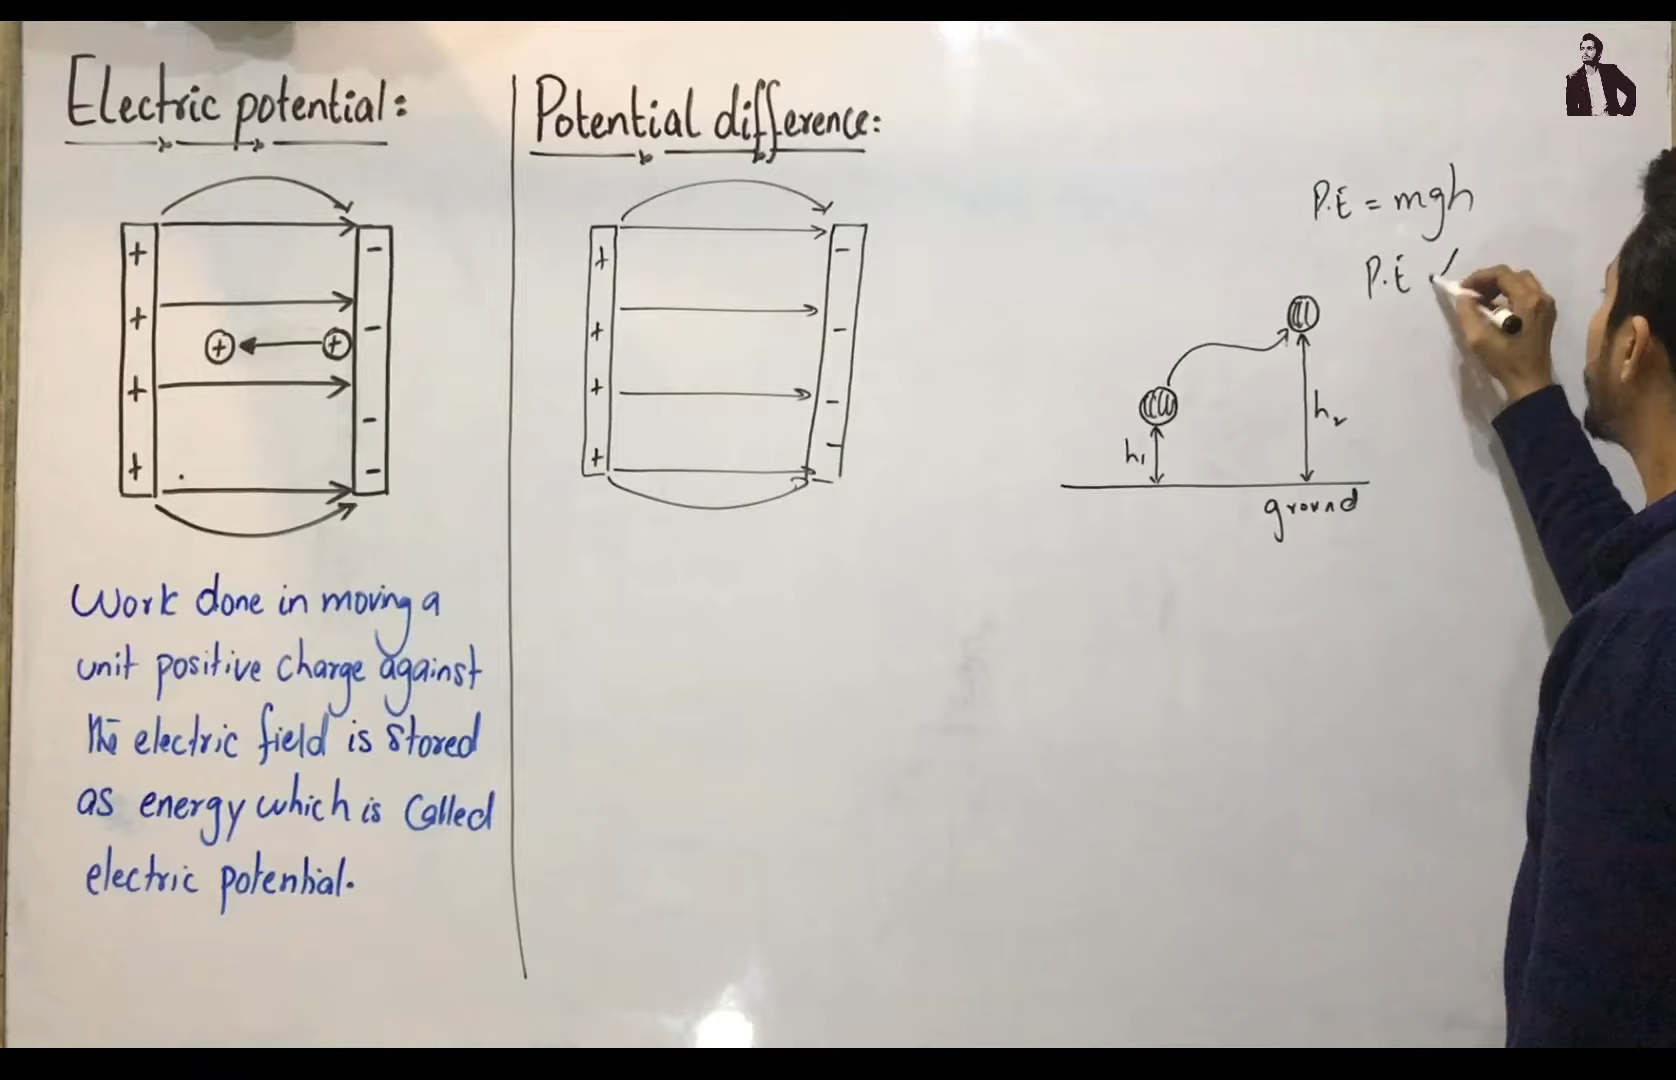 Electric potential:
Potential difference:
P.E = mgh
P.E
+
+
+
+
-
-
-
-
+
+
+
+
+
+
-
-
-
-
h₁
h₂
ground
Work done in moving a
unit positive charge against
the electric field is stored
as energy which is called
electric potential.